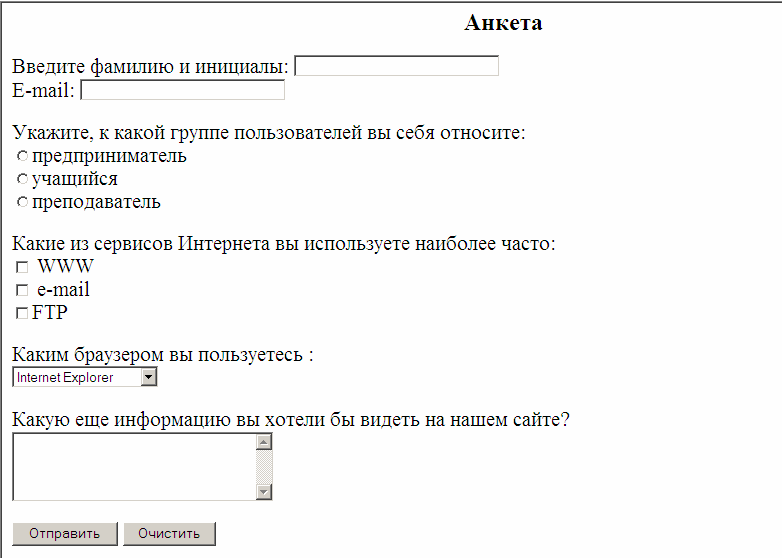 Анкета
Введите фамилию и инициалы:
E-mail:
Укажите, к какой группе пользователей вы себя относите:
предприниматель
учащийся
преподаватель
Какие из сервисов Интернета вы используете наиболее часто:
WWW
e-mail
FTP
Каким браузером вы пользуетесь :
Internet Explorer
Какую еще информацию вы хотели бы видеть на нашем сайте?
Отправить Очистить